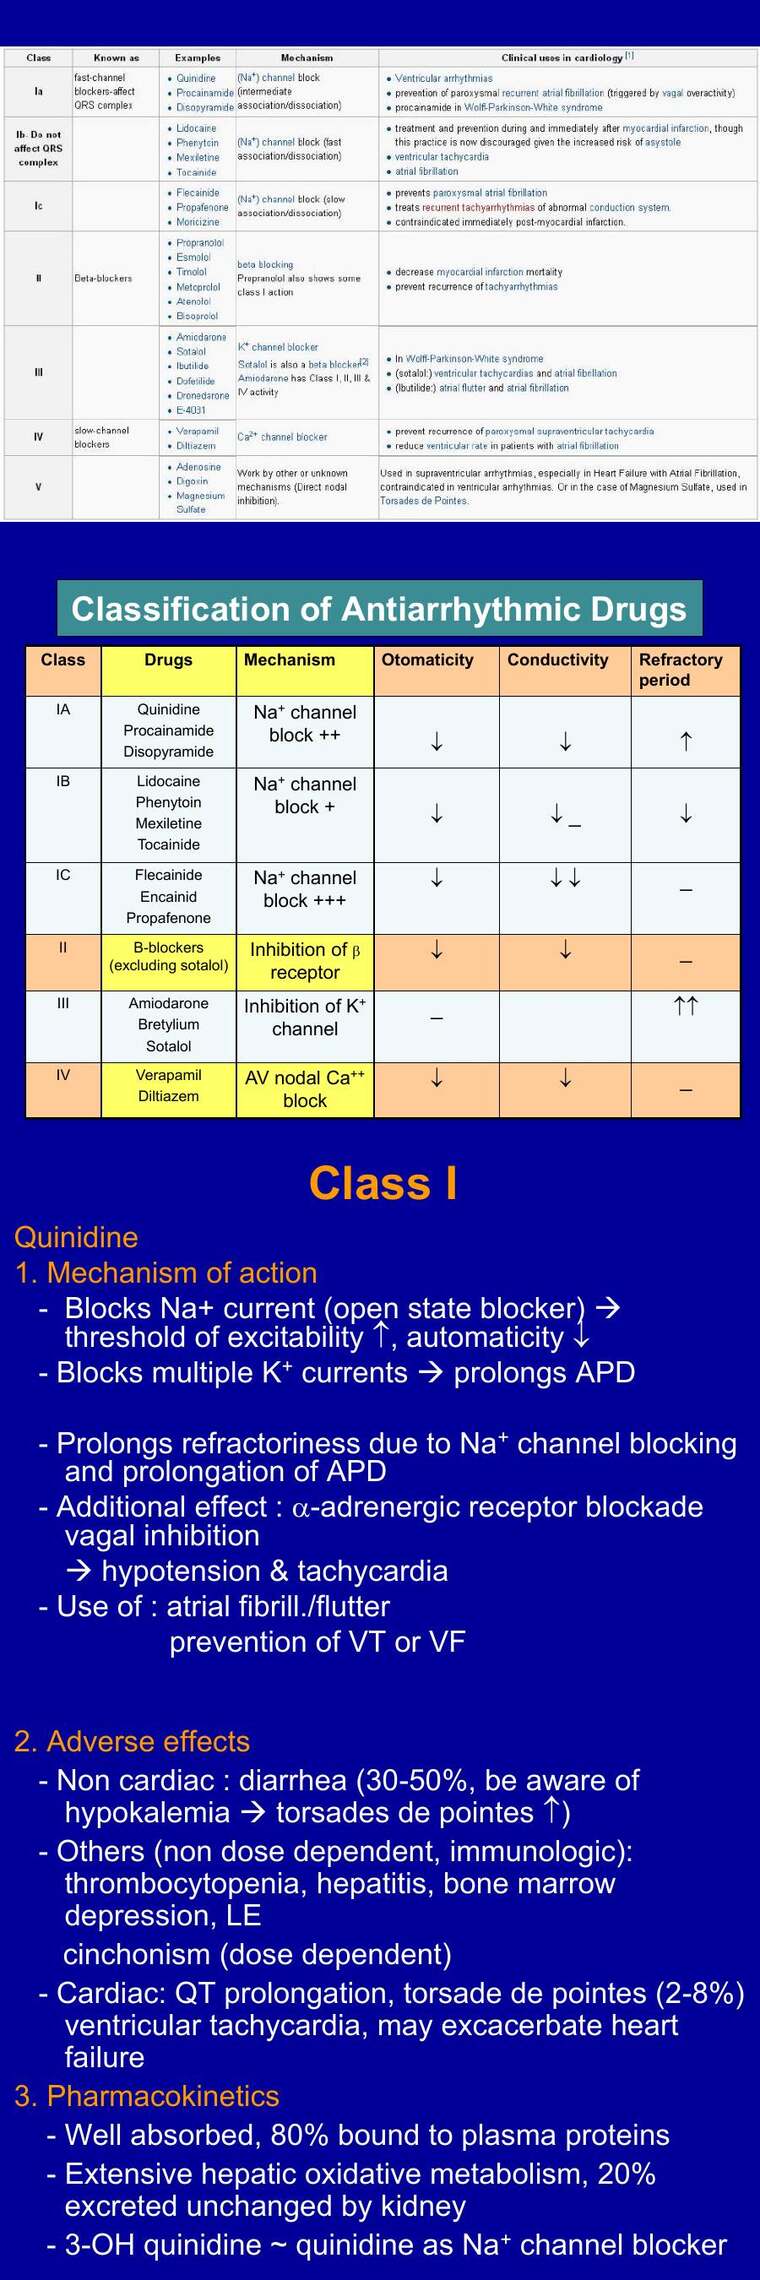 Class Known as Examples Mechanism Clinical uses in cardiology [1]
Ia
fast-channel
blockers-affect
QRS complex
• Quinidine
• Procainamide
• Disopyramide
(Na+) channel block
(intermediate
association/dissociation)
• Ventricular arrhythmias
• prevention of paroxysmal recurrent atrial fibrillation (triggered by vagal overactivity)
• procainamide in Wolff-Parkinson-White syndrome
Ib. Do not
affect QRS
complex
• Lidocaine
• Phenytoin
• Mexiletine
• Tocainide
(Na+) channel block (fast
association/dissociation)
• treatment and prevention during and immediately after myocardial infarction, though
this practice is now discouraged given the increased risk of asystole
• ventricular tachycardia
• atrial fibrillation
Ic
• Flecainide
• Propafenone
• Moricizine
(Na+) channel block (slow
association/dissociation)
• prevents paroxysmal atrial fibrillation
• treats recurrent tachyarrhythmias of abnormal conduction system.
• contraindicated immediately post-myocardial infarction.
II
Beta-blockers
• Propranolol
• Esmolol
• Timolol
• Metoprolol
• Atenolol
• Bisoprolol
beta blocking
Propranolol also shows some
class I action
• decrease myocardial infarction mortality
• prevent recurrence of tachyarrhythmias
III
• Amiodarone
• Sotalol
• Ibutilide
• Dofetilide
• Dronedarone
• E-4031
K+ channel blocker
Sotalol is also a beta blocker[2]
Amiodarone has Class I, II, III &
IV activity
• In Wolff-Parkinson-White syndrome
• (sotalol:) ventricular tachycardias and atrial fibrillation
• (Ibutilide:) atrial flutter and atrial fibrillation
IV
slow-channel
blockers
• Verapamil
• Diltiazem
Ca2+ channel blocker
• prevent recurrence of paroxysmal supraventricular tachycardia
• reduce ventricular rate in patients with atrial fibrillation
V
• Adenosine
• Digoxin
• Magnesium
Sulfate
Work by other or unknown
mechanisms (Direct nodal
inhibition).
Used in supraventricular arrhythmias, especially in Heart Failure with Atrial Fibrillation,
contraindicated in ventricular arrhythmias. Or in the case of Magnesium Sulfate, used in
Torsades de Pointes.
Classification of Antiarrhythmic Drugs
Class Drugs Mechanism Otomaticity Conductivity Refractory
period
IA
Quinidine
Procainamide
Disopyramide
Na+ channel
block ++
↓ ↓ ↑
IB
Lidocaine
Phenytoin
Mexiletine
Tocainide
Na+ channel
block +
↓ ↓ _ ↓
IC
Flecainide
Encainid
Propafenone
Na+ channel
block +++
↓ ↓↓ _
II
B-blockers
(excluding sotalol)
Inhibition of β
receptor
↓ ↓ _
III
Amiodarone
Bretylium
Sotalol
Inhibition of K+
channel
_ ↑↑
IV
Verapamil
Diltiazem
AV nodal Ca++
block
↓ ↓ _
Class I
Quinidine
1. Mechanism of action
- Blocks Na+ current (open state blocker) →
threshold of excitability ↑, automaticity ↓
- Blocks multiple K+ currents → prolongs APD
- Prolongs refractoriness due to Na+ channel blocking
and prolongation of APD
- Additional effect : α-adrenergic receptor blockade
vagal inhibition
→ hypotension & tachycardia
- Use of : atrial fibrill./flutter
prevention of VT or VF
2. Adverse effects
- Non cardiac : diarrhea (30-50%, be aware of
hypokalemia → torsades de pointes ↑)
- Others (non dose dependent, immunologic):
thrombocytopenia, hepatitis, bone marrow
depression, LE
cinchonism (dose dependent)
- Cardiac: QT prolongation, torsade de pointes (2-8%)
ventricular tachycardia, may excacerbate heart
failure
3. Pharmacokinetics
- Well absorbed, 80% bound to plasma proteins
- Extensive hepatic oxidative metabolism, 20%
excreted unchanged by kidney
- 3-OH quinidine ~ quinidine as Na+ channel blocker